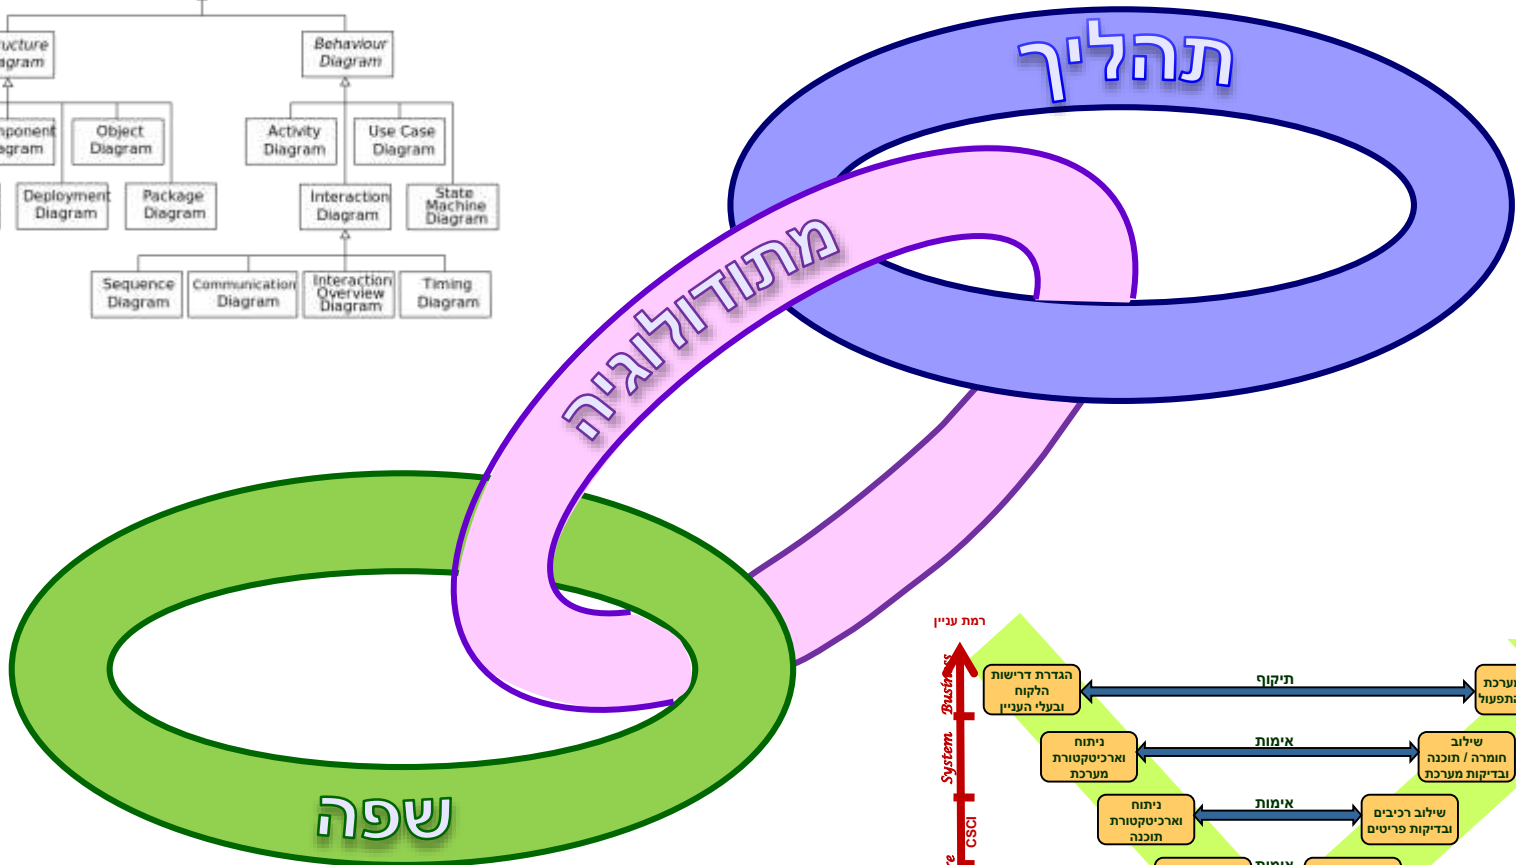 ucture
agram
Behaviour
Diagram
ponent
agram
Object
Diagram
Activity
Diagram
Use Case
Diagram
Deployment
Diagram
Package
Diagram
Interaction
Diagram
State
Machine
Diagram
Sequence
Diagram
Communication
Diagram
Interaction
Overview
Diagram
Timing
Diagram
תהליך
מתודולוגיה
שפה
רמת עניין
Business
System
CSCI
הגדרת דרישות
הלקוח
ובעלי העניין
תיקוף
מערכת
ניתוח
וארכיטקטורת
מערכת
אימות
שילוב
חומרה / תוכנה
ובדיקות מערכת
ניתוח
וארכיטקטורת
תוכנה
אימות
שילוב רכיבים
ובדיקות פריטים
אימות